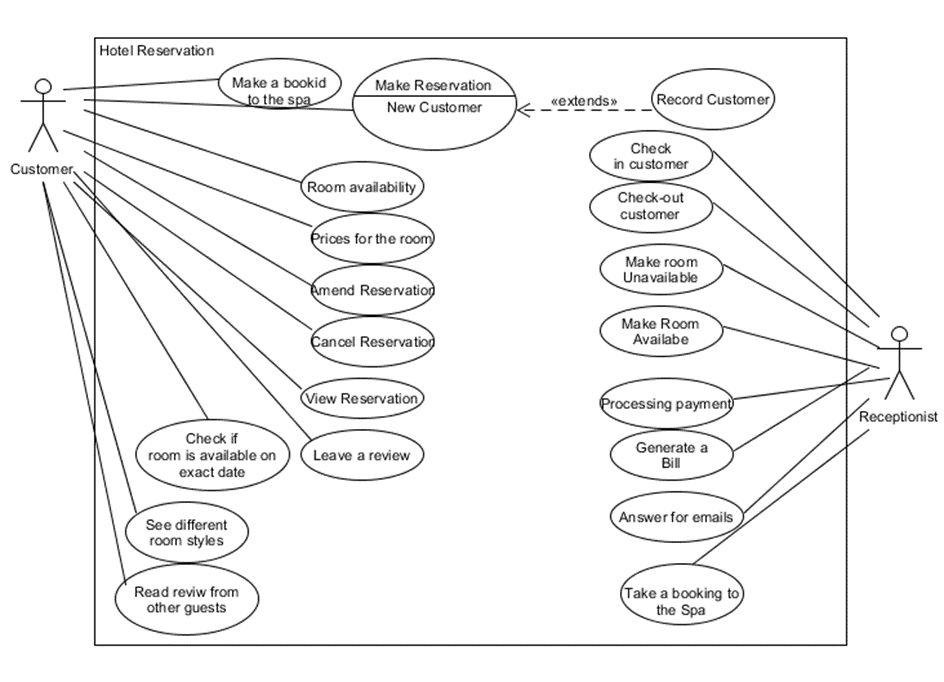 Hotel Reservation
Make a bookid
to the spa
Make Reservation
New Customer
«extends»
Record Customer
Customer
Check
in customer
Room availability
Check-out
customer
Prices for the room
Make room
Unavailable
Amend Reservation
Make Room
Availabe
Cancel Reservation
View Reservation
Processing payment
Receptionist
Check if
room is available on
exact date
Leave a review
Generate a
Bill
See different
room styles
Answer for emails
Read reviw from
other guests
Take a booking to
the Spa